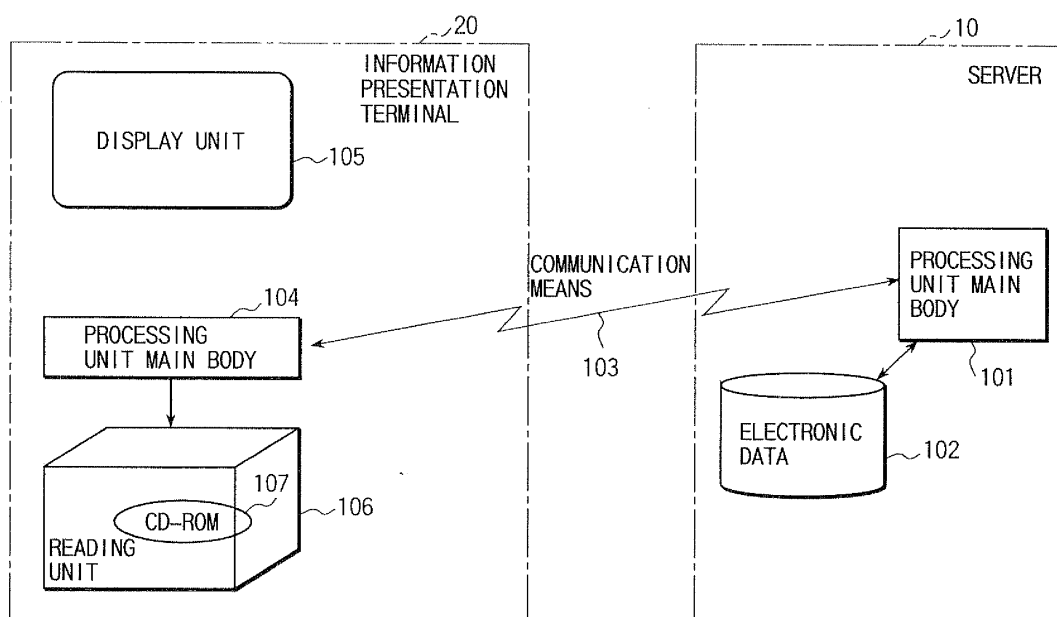 20
INFORMATION
PRESENTATION
TERMINAL
DISPLAY UNIT
105
104
PROCESSING
UNIT MAIN BODY
107
CD-ROM
106
READING
UNIT
COMMUNICATION
MEANS
103
10
SERVER
PROCESSING
UNIT MAIN
BODY
101
ELECTRONIC
DATA
102